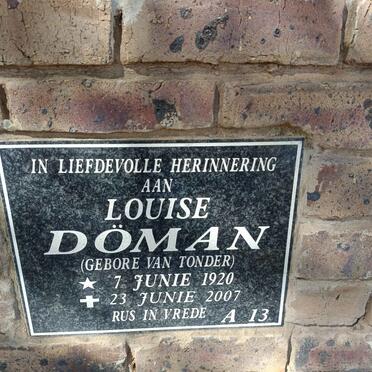 IN LIEFDEVOLLE HERINNERING
AAN
LOUISE
DÖMAN
(GEBORE VAN TONDER)
★ 7 JUNIE 1920
✚ 23 JUNIE 2007
RUS IN VREDE A 13